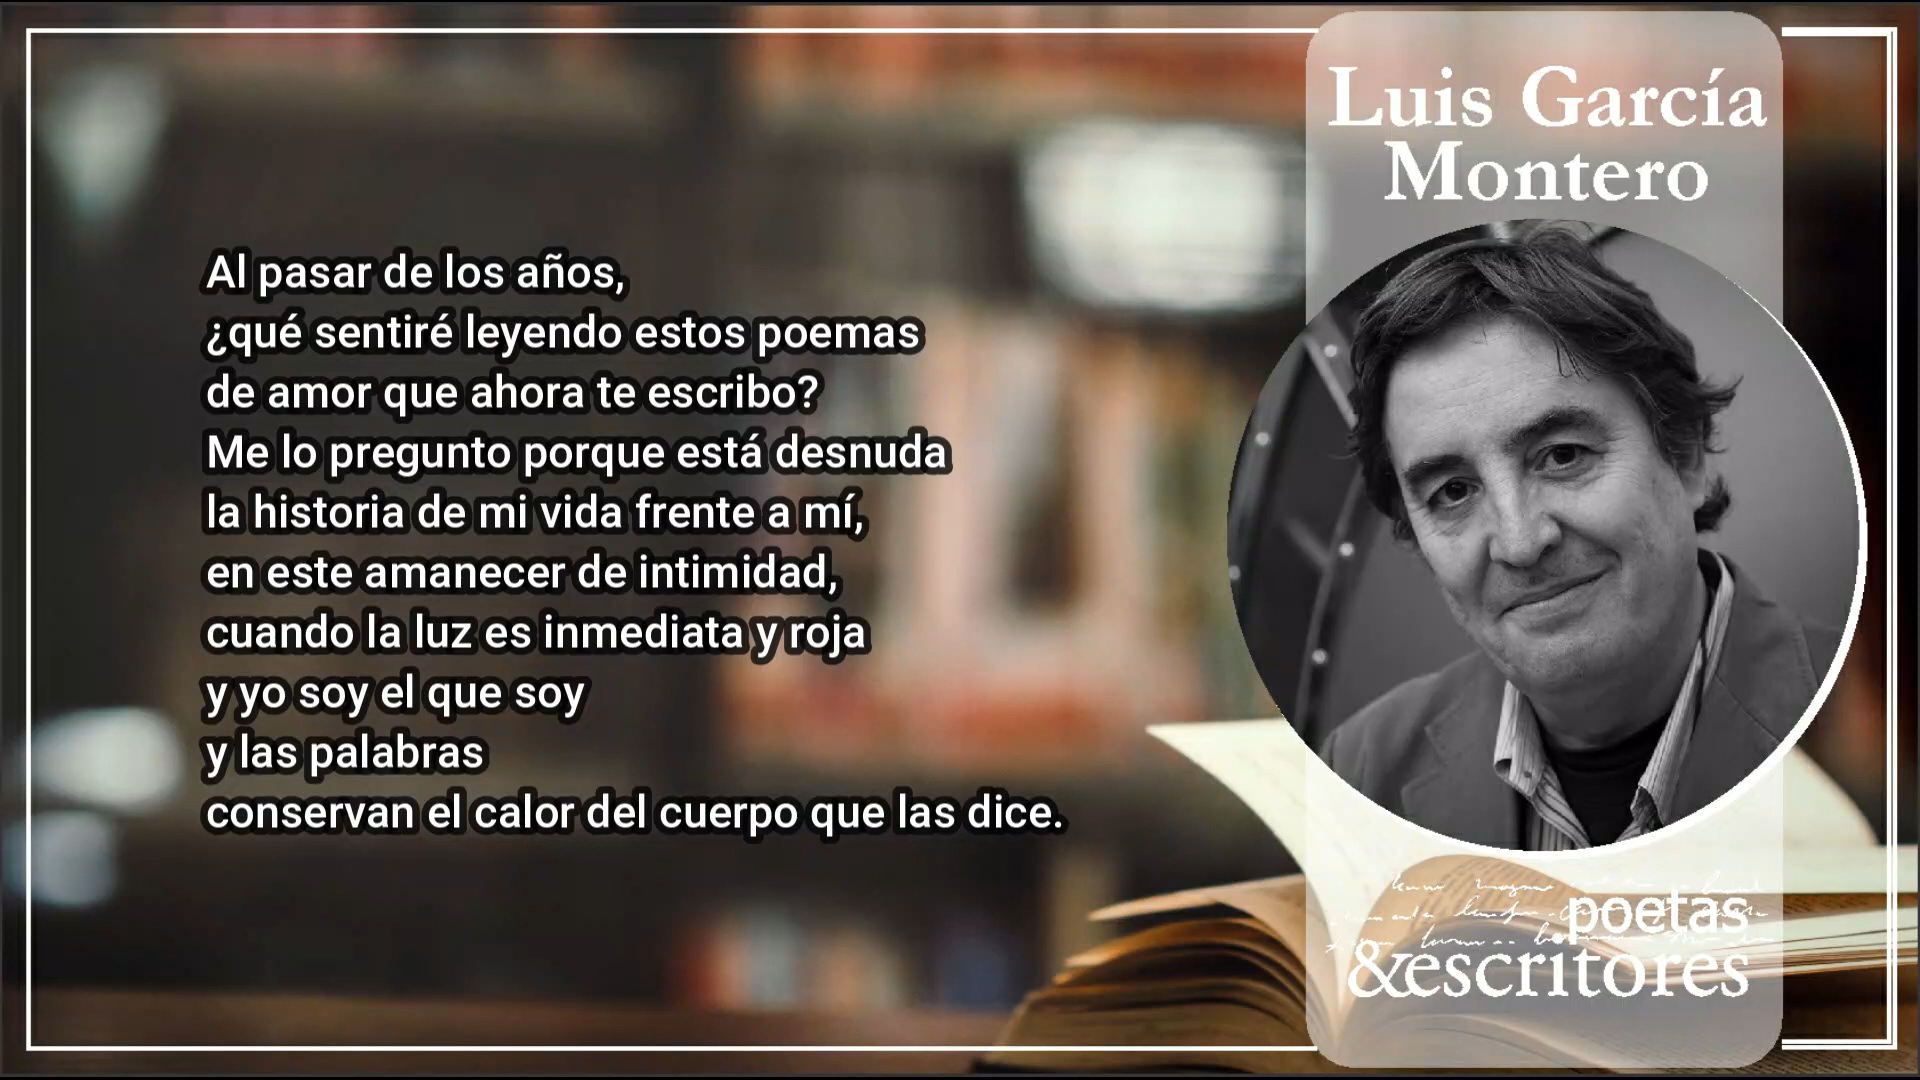 Luis García
Montero
Al pasar de los años,
¿qué sentiré leyendo estos poemas
de amor que ahora te escribo?
Me lo pregunto porque está desnuda
la historia de mi vida frente a mí,
en este amanecer de intimidad,
cuando la luz es inmediata y roja
y yo soy el que soy
y las palabras
conservan el calor del cuerpo que las dice.
poetas
&escritores